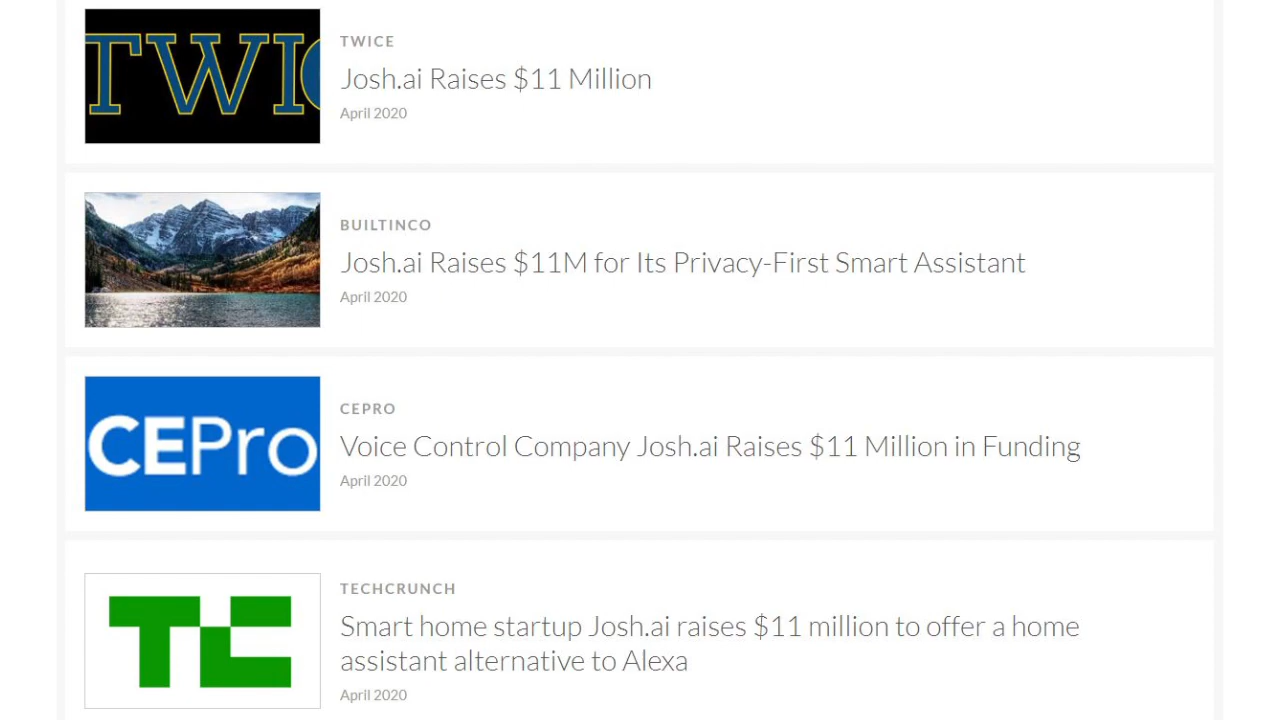 TWIC
TWICE
Josh.ai Raises $11 Million
April 2020
BUILTINCO
Josh.ai Raises $11M for Its Privacy-First Smart Assistant
April 2020
CEPro
CEPRO
Voice Control Company Josh.ai Raises $11 Million in Funding
April 2020
TC
TECHCRUNCH
Smart home startup Josh.ai raises $11 million to offer a home
assistant alternative to Alexa
April 2020